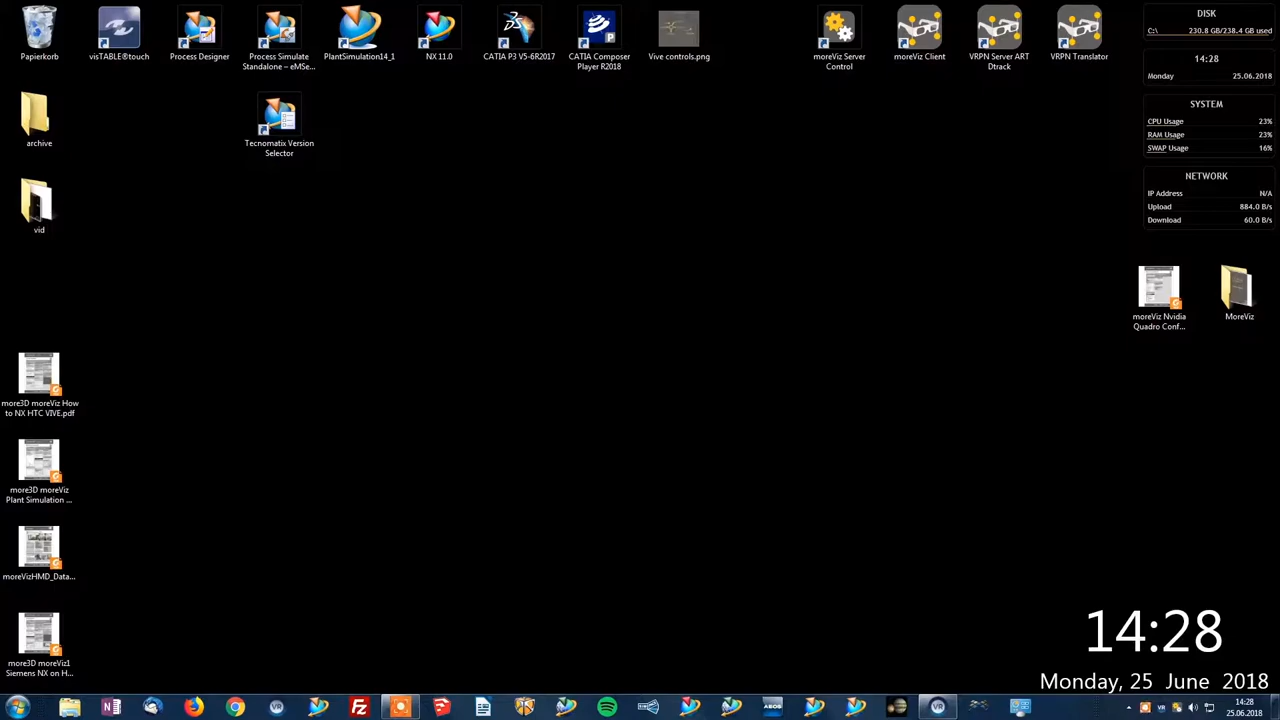 Papierkorb
visTABLE@touch
Process Designer
Process Simulate
Standalone – eMSe...
PlantSimulation14_1
NX 11.0
CATIA P3 V5-6R2017
CATIA Composer
Player R2018
Vive controls.png
moreViz Server
Control
moreViz Client
VRPN Server ART
Dtrack
VRPN Translator
DISK
C:\ 230.8 GB/238.4 GB used
14:28
Monday 25.06.2018
SYSTEM
CPU Usage 23%
RAM Usage 23%
SWAP Usage 16%
NETWORK
IP Address N/A
Upload 884.0 B/s
Download 60.0 B/s
archive
Tecnomatix Version
Selector
vid
moreViz Nvidia
Quadro Conf...
MoreViz
more3D moreViz How
to NX HTC VIVE.pdf
more3D moreViz
Plant Simulation ...
moreVizHMD_Data...
more3D moreViz1
Siemens NX on H...
14:28
Monday, 25 June 2018
14:28
25.06.2018